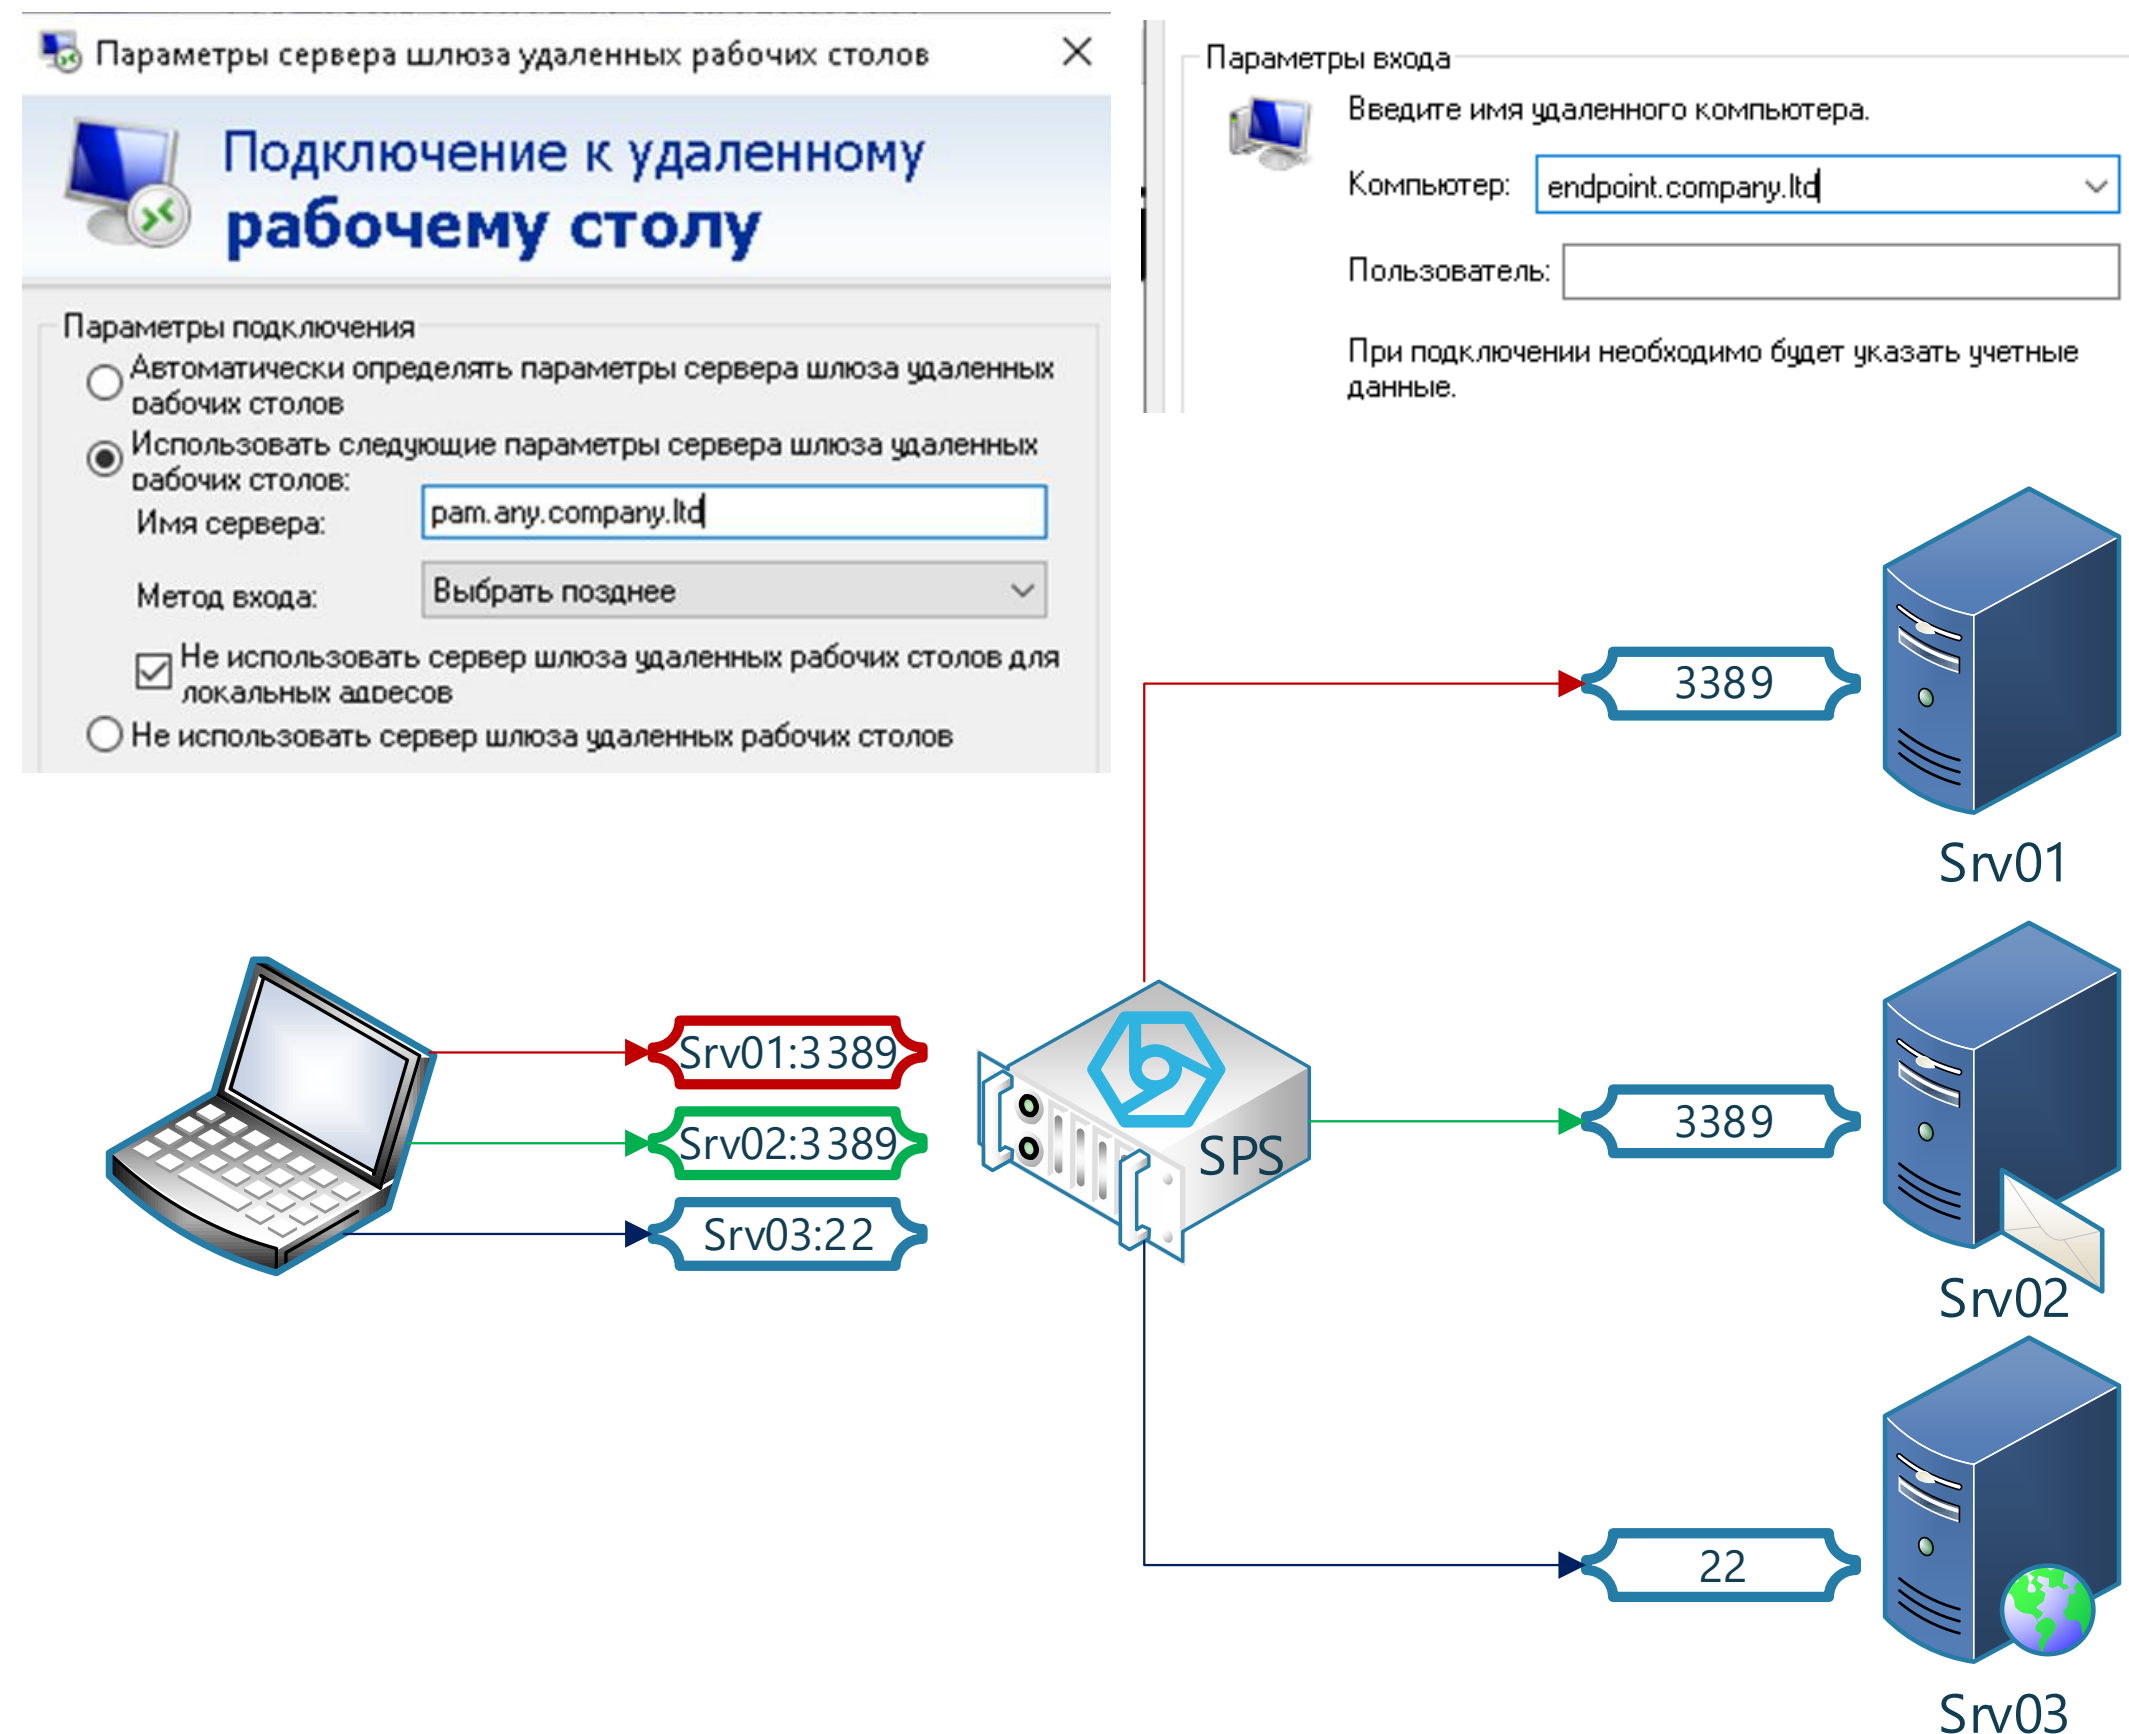 Параметры сервера шлюза удаленных рабочих столов
Подключение к удаленному
рабочему столу
Параметры подключения
Автоматически определять параметры сервера шлюза удаленных
рабочих столов
Использовать следующие параметры сервера шлюза удаленных
рабочих столов:
Имя сервера:
pam.any.company.ltd
Метод входа:
Выбрать позднее
Не использовать сервер шлюза удаленных рабочих столов для
локальных адресов
Не использовать сервер шлюза удаленных рабочих столов
Параметры входа
Введите имя удаленного компьютера.
Компьютер:
endpoint.company.ltd
Пользователь:
При подключении необходимо будет указать учетные
данные.
3389
Srv01
Srv01:3389
Srv02:3389
Srv03:22
SPS
3389
Srv02
22
Srv03